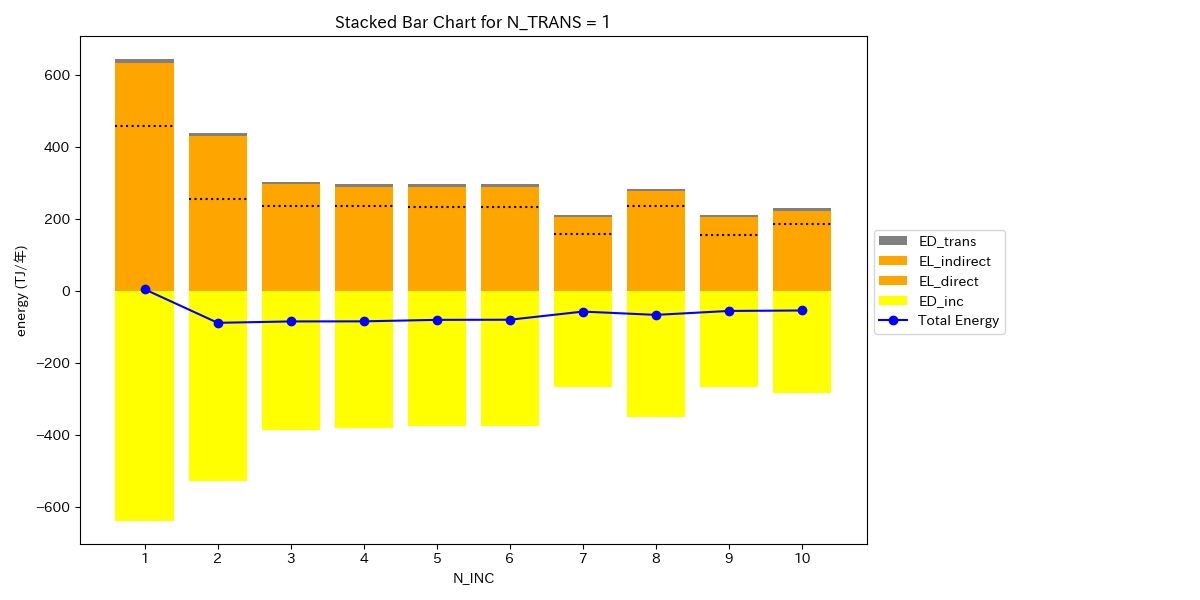 Stacked Bar Chart for N_TRANS = 1
energy (TJ/年)
600
400
200
0
−200
−400
−600
1 2 3 4 5 6 7 8 9 10
N_INC
ED_trans
EL_indirect
EL_direct
ED_inc
Total Energy